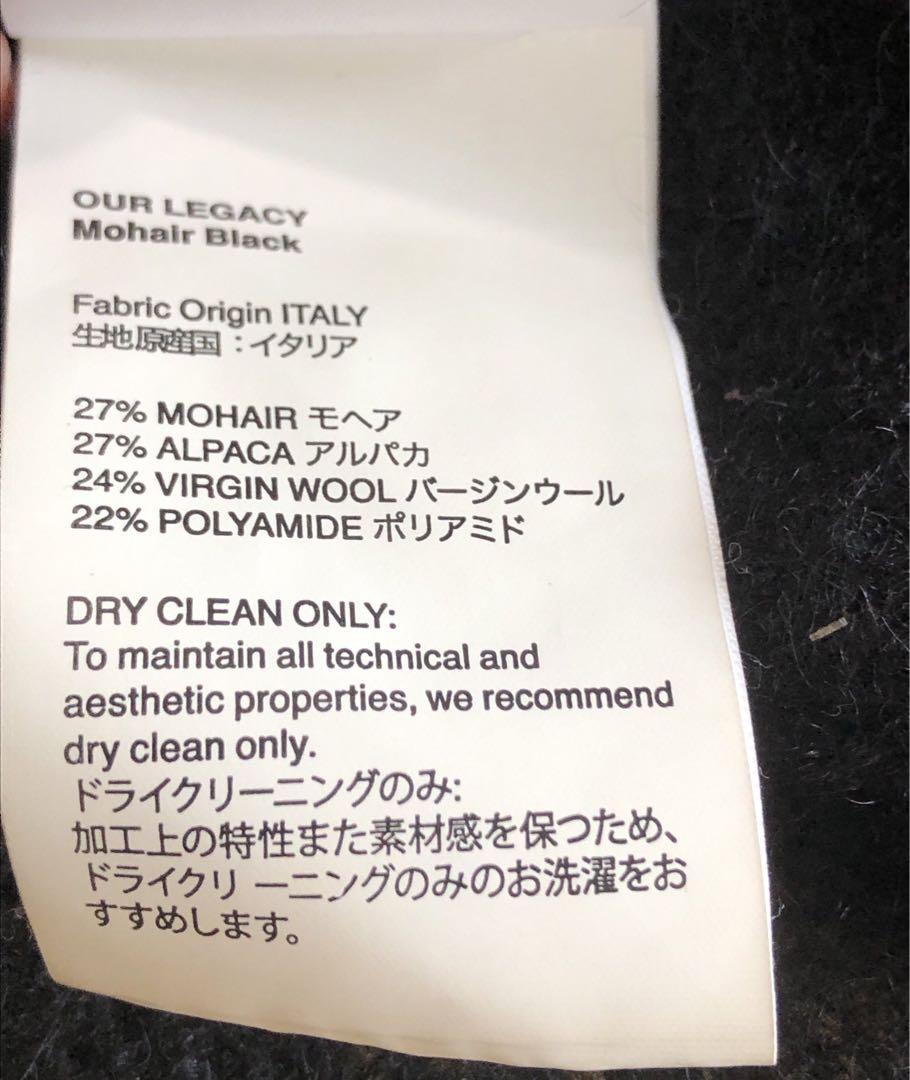 OUR LEGACY
Mohair Black
Fabric Origin ITALY
生地原産国：イタリア
27% MOHAIR モヘア
27% ALPACA アルパカ
24% VIRGIN WOOL バージンウール
22% POLYAMIDE ポリアミド
DRY CLEAN ONLY:
To maintain all technical and
aesthetic properties, we recommend
dry clean only.
ドライクリーニングのみ:
加工上の特性また素材感を保つため、
ドライクリーニングのみのお洗濯をお
すすめします。